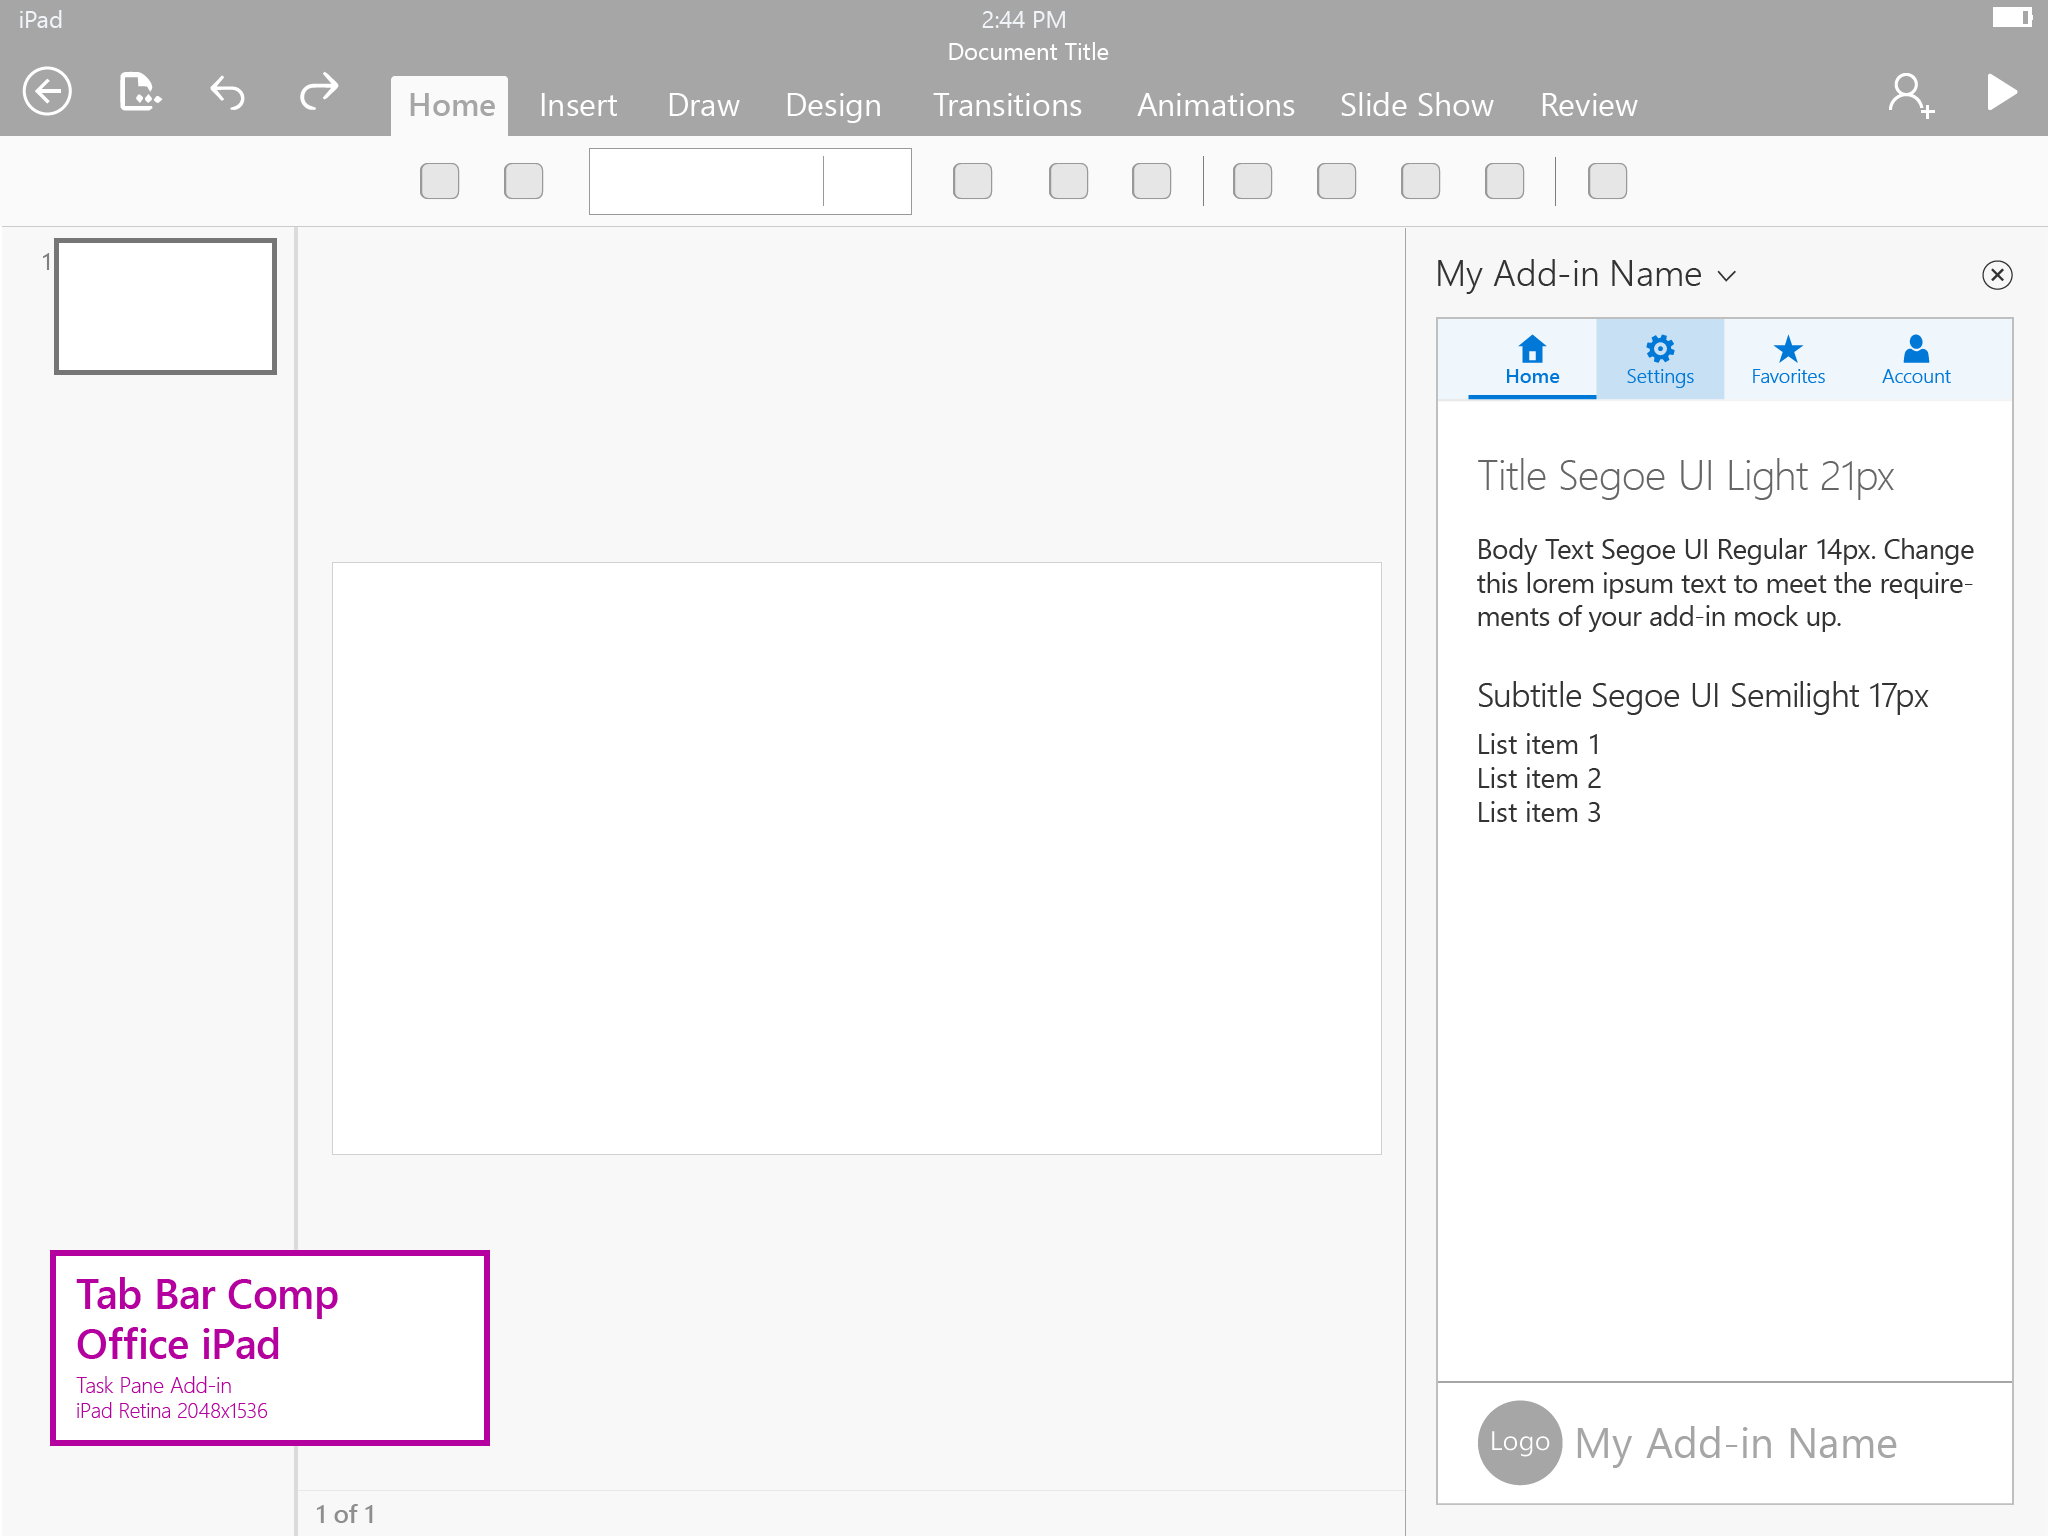 iPad
2:44 PM
Document Title
Home Insert Draw Design Transitions Animations Slide Show Review
1
My Add-in Name
Home Settings Favorites Account
Title Segoe UI Light 21px
Body Text Segoe UI Regular 14px. Change
this lorem ipsum text to meet the require-
ments of your add-in mock up.
Subtitle Segoe UI Semilight 17px
List item 1
List item 2
List item 3
Tab Bar Comp
Office iPad
Task Pane Add-in
iPad Retina 2048x1536
Logo My Add-in Name
1 of 1